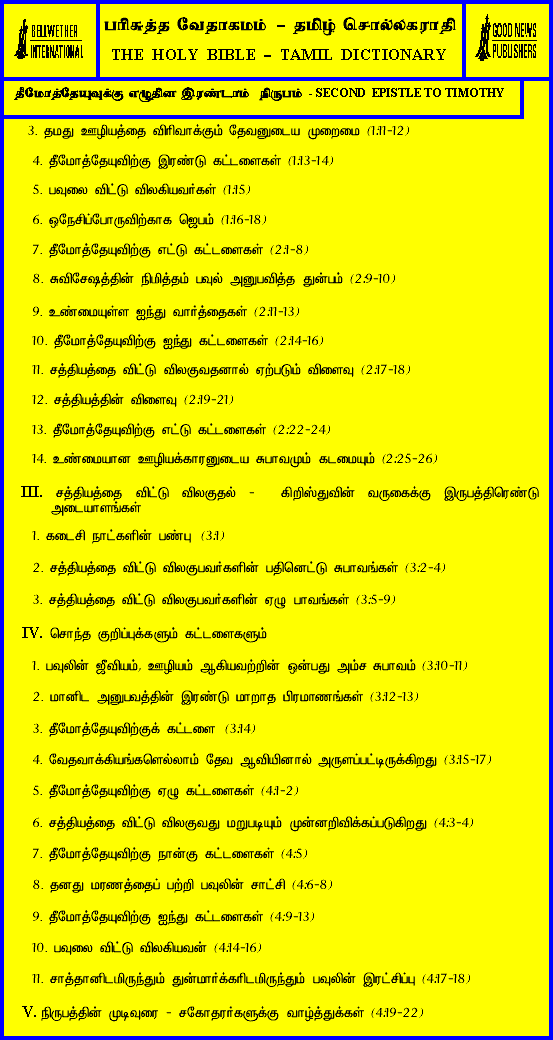 BELLWETHER
INTERNATIONAL
பரிசுத்த வேதாகமம் – தமிழ் சொல்லகராதி
THE HOLY BIBLE – TAMIL DICTIONARY
GOOD NEWS
PUBLISHERS
தீமோத்தேயுவுக்கு எழுதின இரண்டாம் நிருபம் - SECOND EPISTLE TO TIMOTHY
3. தமது ஊழியத்தை விரிவாக்கும் தேவனுடைய முறைமை (1:11-12)
4. தீமோத்தேயுவிற்கு இரண்டு கட்டளைகள் (1:13-14)
5. பவுலை விட்டு விலகியவர்கள் (1:15)
6. ஒநேசிப்போருவிற்காக ஜெபம் (1:16-18)
7. தீமோத்தேயுவிற்கு எட்டு கட்டளைகள் (2:1-8)
8. சுவிசேஷத்தின் நிமித்தம் பவுல் அனுபவித்த துன்பம் (2:9-10)
9. உண்மையுள்ள ஐந்து வார்த்தைகள் (2:11-13)
10. தீமோத்தேயுவிற்கு ஐந்து கட்டளைகள் (2:14-16)
11. சத்தியத்தை விட்டு விலகுவதனால் ஏற்படும் விளைவு (2:17-18)
12. சத்தியத்தின் விளைவு (2:19-21)
13. தீமோத்தேயுவிற்கு எட்டு கட்டளைகள் (2:22-24)
14. உண்மையான ஊழியக்காரனுடைய சுபாவமும் கடமையும் (2:25-26)
III. சத்தியத்தை விட்டு விலகுதல் - கிறிஸ்துவின் வருகைக்கு இருபத்திரெண்டு
அடையாளங்கள்
1. கடைசி நாட்களின் பண்பு (3:1)
2. சத்தியத்தை விட்டு விலகுபவர்களின் பதினெட்டு சுபாவங்கள் (3:2-4)
3. சத்தியத்தை விட்டு விலகுபவர்களின் ஏழு பாவங்கள் (3:5-9)
IV. சொந்த குறிப்புக்களும் கட்டளைகளும்
1. பவுலின் ஜீவியம், ஊழியம் ஆகியவற்றின் ஒன்பது அம்ச சுபாவம் (3:10-11)
2. மானிட அனுபவத்தின் இரண்டு மாறாத பிரமாணங்கள் (3:12-13)
3. தீமோத்தேயுவிற்குக் கட்டளை (3:14)
4. வேதவாக்கியங்களெல்லாம் தேவ ஆவியினால் அருளப்பட்டிருக்கிறது (3:15-17)
5. தீமோத்தேயுவிற்கு ஏழு கட்டளைகள் (4:1-2)
6. சத்தியத்தை விட்டு விலகுவது மறுபடியும் முன்னறிவிக்கப்படுகிறது (4:3-4)
7. தீமோத்தேயுவிற்கு நான்கு கட்டளைகள் (4:5)
8. தனது மரணத்தைப் பற்றி பவுலின் சாட்சி (4:6-8)
9. தீமோத்தேயுவிற்கு ஐந்து கட்டளைகள் (4:9-13)
10. பவுலை விட்டு விலகியவன் (4:14-16)
11. சாத்தானிடமிருந்தும் துன்மார்க்கரிடமிருந்தும் பவுலின் இரட்சிப்பு (4:17-18)
V. நிருபத்தின் முடிவுரை - சகோதரர்களுக்கு வாழ்த்துக்கள் (4:19-22)